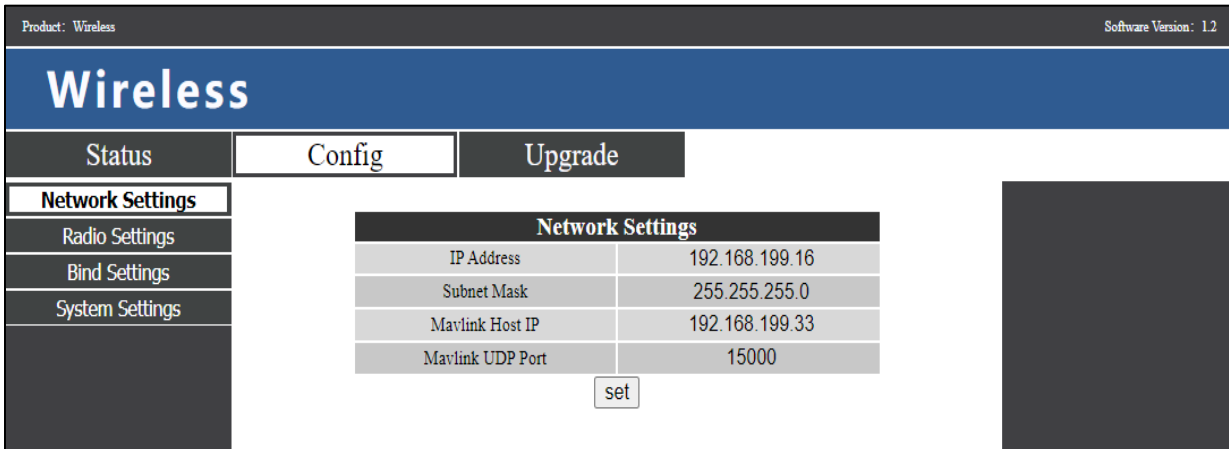 Product: Wireless
Software Version: 1.2
Wireless
Status Config Upgrade
Network Settings
Radio Settings
Bind Settings
System Settings
Network Settings
IP Address 192.168.199.16
Subnet Mask 255.255.255.0
Mavlink Host IP 192.168.199.33
Mavlink UDP Port 15000
set